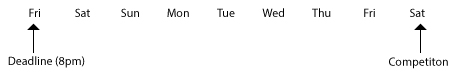 Fri Sat Sun Mon Tue Wed Thu Fri Sat
Deadline (8pm) Competiton